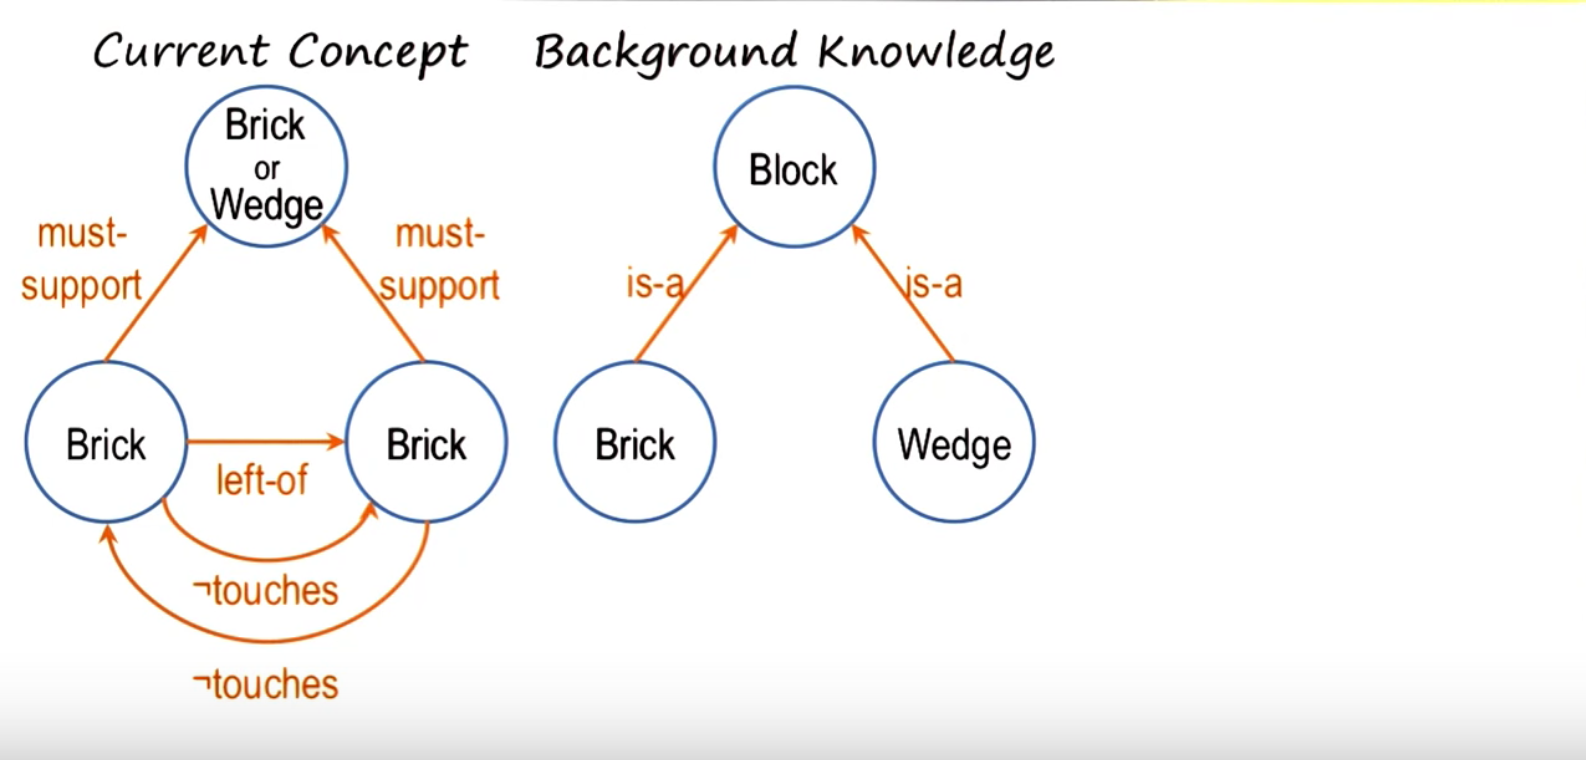 Current Concept
Background Knowledge
Brick
or
Wedge
must-
support
must-
support
Brick
left-of
Brick
¬touches
¬touches
Block
is-a
is-a
Brick
Wedge